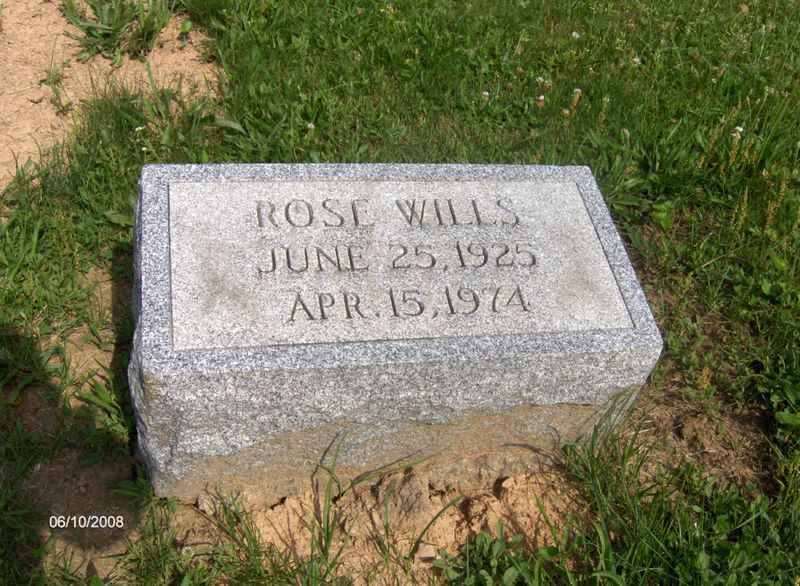 ROSE WILLS
JUNE 25, 1925
APR. 15, 1974
06/10/2008